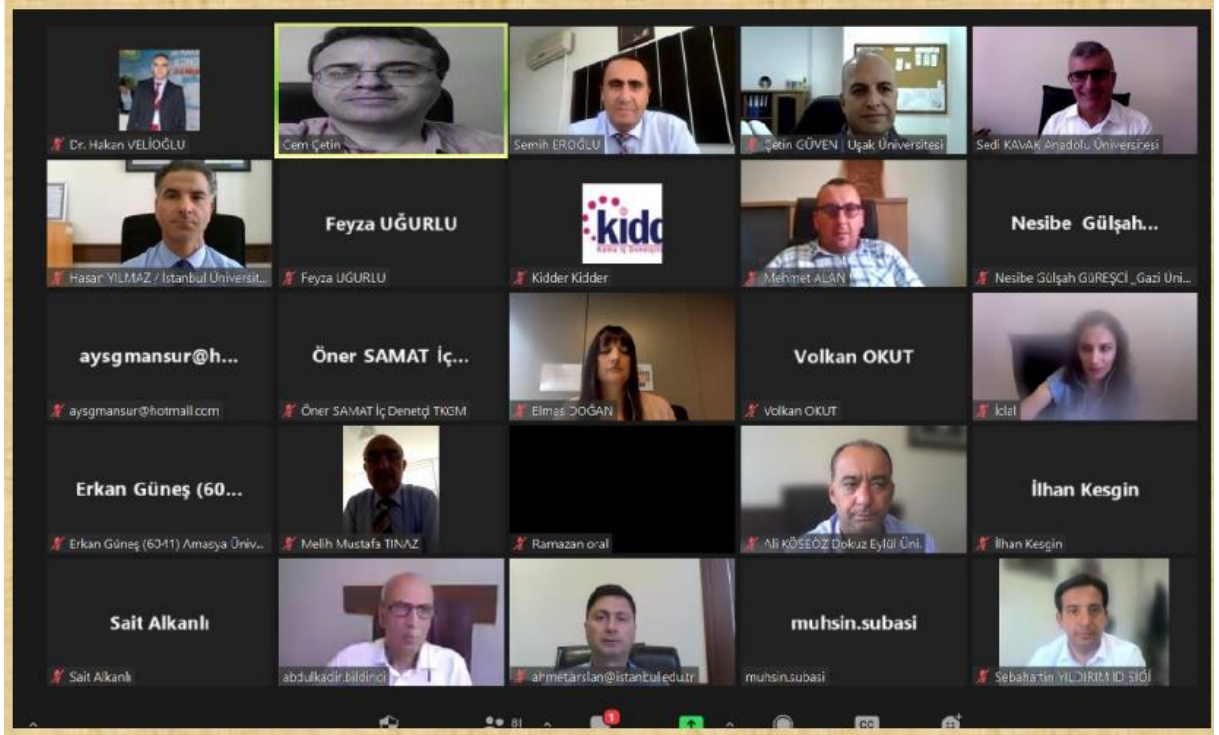 Dr. Hakan VELİOĞLU
Cem Çetin
Semih EROĞLU
Çetin GÜVEN | Uşak Üniversitesi
Sedi KAVAK Anadolu Üniversitesi
Hasan YILMAZ / İstanbul Üniversit...
Feyza UĞURLU
Feyza UĞURLU
kidd
Kamu İç Denetçile
Kidder Kidder
Mehmet ALAN
Nesibe Gülşah...
Nesibe Gülşah GÜREŞCİ _Gazi Üni...
aysgmansur@h...
aysgmansur@hotmail.com
Öner SAMAT İç...
Öner SAMAT İç Denetçi TKGM
Elmas DOĞAN
Volkan OKUT
Volkan OKUT
İclal
Erkan Güneş (60...
Erkan Güneş (6041) Amasya Üniv...
Melih Mustafa TINAZ
Ramazan oral
Ali KÖSEÖZ Dokuz Eylül Üni.
İlhan Kesgin
İlhan Kesgin
Sait Alkanlı
Sait Alkanlı
abdulkadir.bildirici
ahmetarslan@istanbul.edu.tr
muhsin.subasi
muhsin.subasi
Sebahattin YILDIRIM
81
1
CC